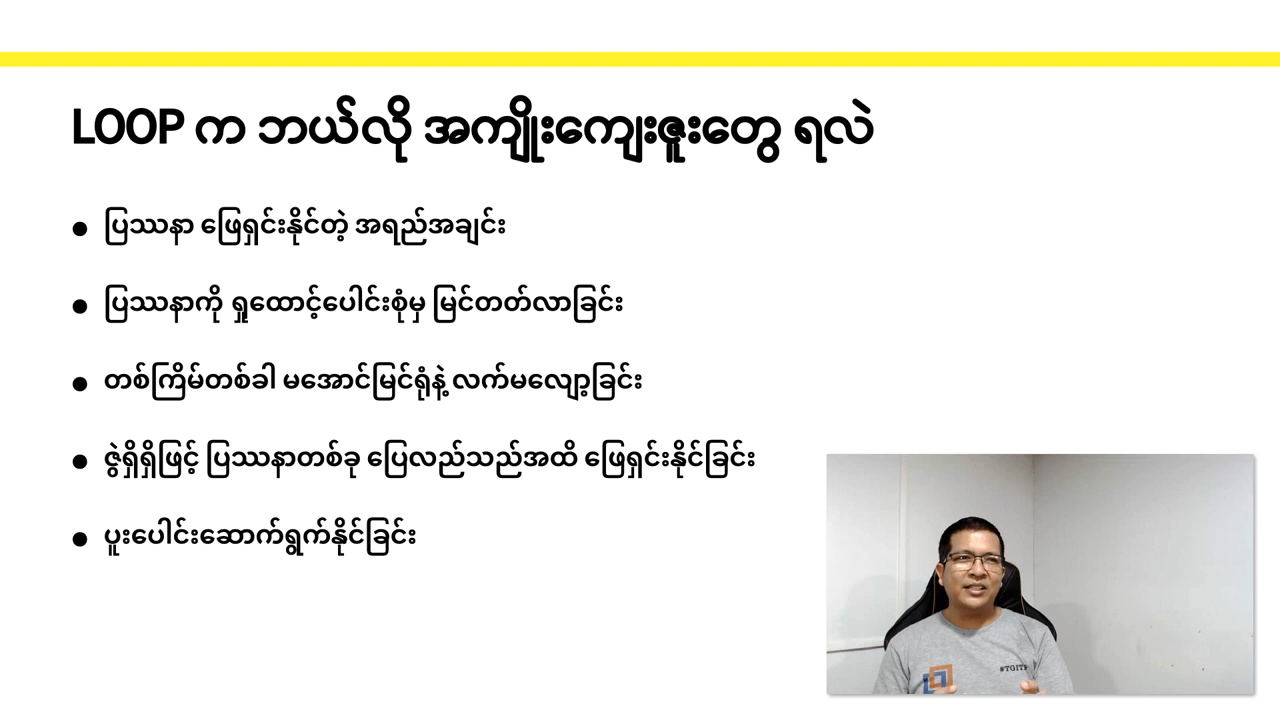 LOOP က ဘယ်လို အကျိုးကျေးဇူးတွေ ရလဲ
• ပြဿနာ ဖြေရှင်းနိုင်တဲ့ အရည်အချင်း
• ပြဿနာကို ရှုထောင့်ပေါင်းစုံမှ မြင်တတ်လာခြင်း
• တစ်ကြိမ်တစ်ခါ မအောင်မြင်ရုံနဲ့ လက်မလျော့ခြင်း
• ဇွဲရှိရှိဖြင့် ပြဿနာတစ်ခု ပြေလည်သည်အထိ ဖြေရှင်းနိုင်ခြင်း
• ပူးပေါင်းဆောက်ရွက်နိုင်ခြင်း